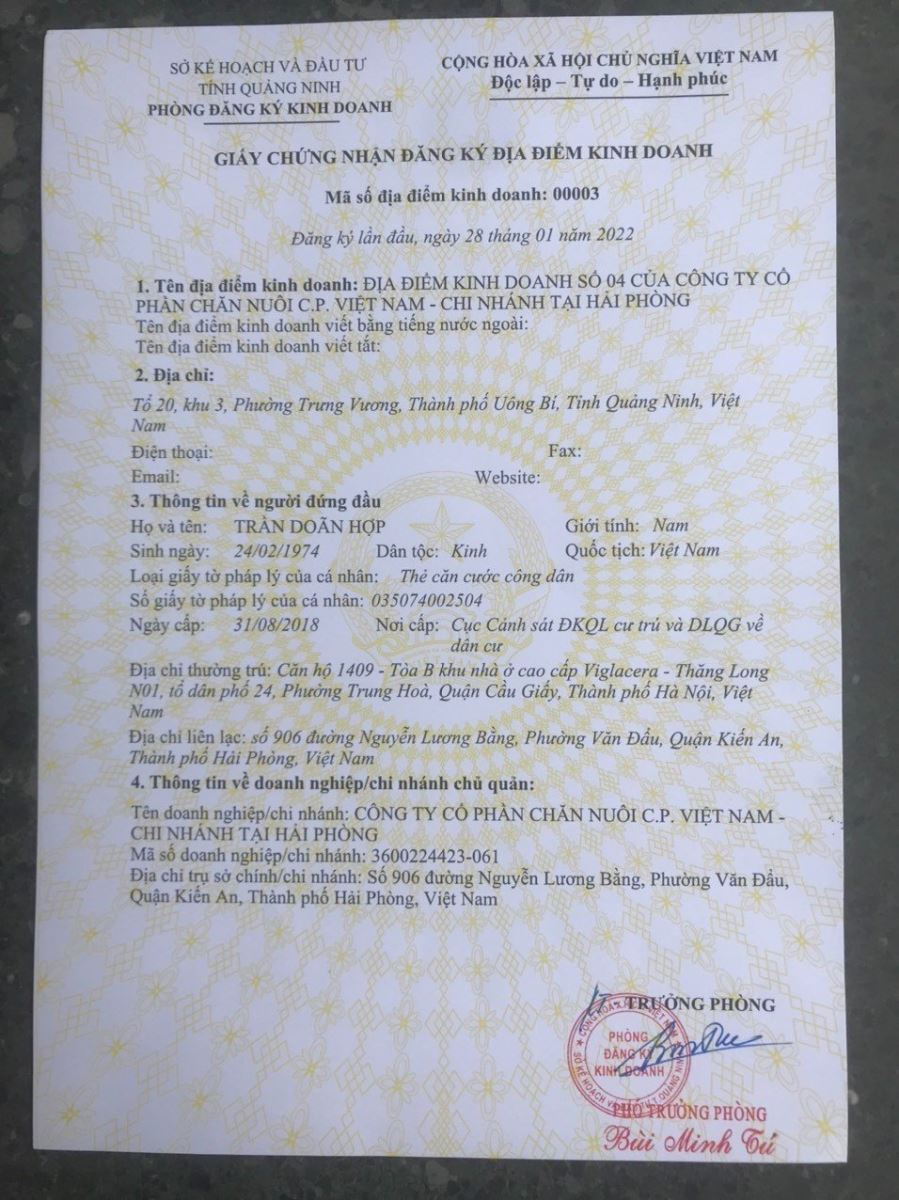 SỞ KẾ HOẠCH VÀ ĐẦU TƯ
TỈNH QUẢNG NINH
PHÒNG ĐĂNG KÝ KINH DOANH
CỘNG HÒA XÃ HỘI CHỦ NGHĨA VIỆT NAM
Độc lập – Tự do – Hạnh phúc
GIẤY CHỨNG NHẬN ĐĂNG KÝ ĐỊA ĐIỂM KINH DOANH
Mã số địa điểm kinh doanh: 00003
Đăng ký lần đầu, ngày 28 tháng 01 năm 2022
1. Tên địa điểm kinh doanh: ĐỊA ĐIỂM KINH DOANH SỐ 04 CỦA CÔNG TY CỔ
PHẦN CHĂN NUÔI C.P. VIỆT NAM - CHI NHÁNH TẠI HẢI PHÒNG
Tên địa điểm kinh doanh viết bằng tiếng nước ngoài:
Tên địa điểm kinh doanh viết tắt:
2. Địa chỉ:
Tổ 20, khu 3, Phường Trưng Vương, Thành phố Uông Bí, Tỉnh Quảng Ninh, Việt
Nam
Điện thoại: Fax:
Email: Website:
3. Thông tin về người đứng đầu
Họ và tên: TRẦN DOÃN HỢP Giới tính: Nam
Sinh ngày: 24/02/1974 Dân tộc: Kinh Quốc tịch: Việt Nam
Loại giấy tờ pháp lý của cá nhân: Thẻ căn cước công dân
Số giấy tờ pháp lý của cá nhân: 035074002504
Ngày cấp: 31/08/2018 Nơi cấp: Cục Cảnh sát ĐKQL cư trú và DLQG về
dân cư
Địa chỉ thường trú: Căn hộ 1409 - Tòa B khu nhà ở cao cấp Viglacera - Thăng Long
N01, tổ dân phố 24, Phường Trung Hoà, Quận Cầu Giấy, Thành phố Hà Nội, Việt
Nam
Địa chỉ liên lạc: số 906 đường Nguyễn Lương Bằng, Phường Văn Đẩu, Quận Kiến An,
Thành phố Hải Phòng, Việt Nam
4. Thông tin về doanh nghiệp/chi nhánh chủ quản:
Tên doanh nghiệp/chi nhánh: CÔNG TY CỔ PHẦN CHĂN NUÔI C.P. VIỆT NAM -
CHI NHÁNH TẠI HẢI PHÒNG
Mã số doanh nghiệp/chi nhánh: 3600224423-061
Địa chỉ trụ sở chính/chi nhánh: Số 906 đường Nguyễn Lương Bằng, Phường Văn Đẩu,
Quận Kiến An, Thành phố Hải Phòng, Việt Nam
KT. TRƯỞNG PHÒNG
PHÒNG
ĐĂNG KÝ
KINH DOANH
PHÓ TRƯỞNG PHÒNG
Bùi Minh Tú